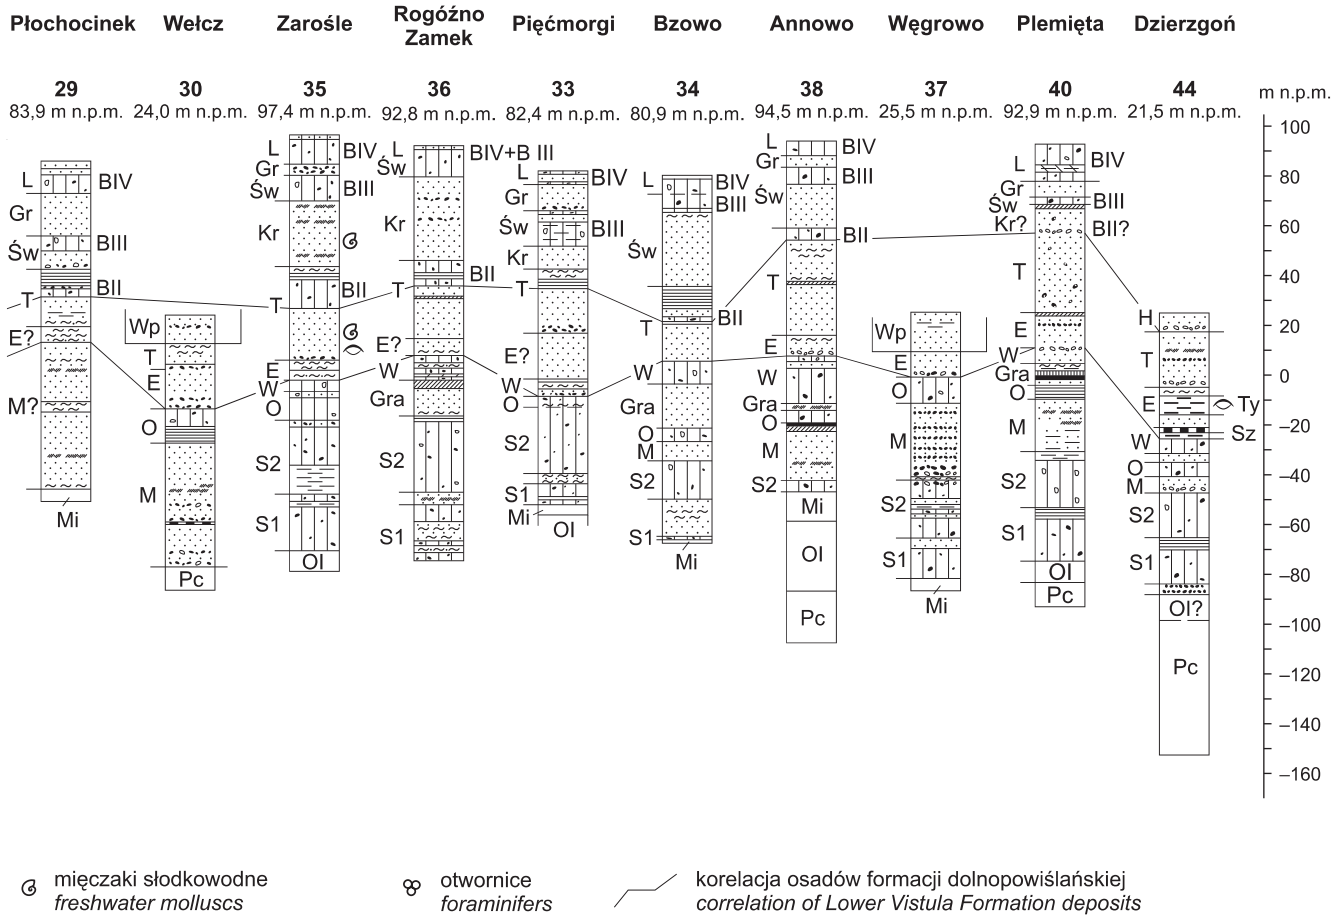 Płochocinek Wełcz Zarośle Rogóźno Zamek Pięćmorgi Bzowo Annowo Węgrowo Plemięta Dzierzgoń
29 30 35 36 33 34 38 37 40 44
83,9 m n.p.m. 24,0 m n.p.m. 97,4 m n.p.m. 92,8 m n.p.m. 82,4 m n.p.m. 80,9 m n.p.m. 94,5 m n.p.m. 25,5 m n.p.m. 92,9 m n.p.m. 21,5 m n.p.m.
L BIV
Gr
Św BIII
BII
T
E?
M?
Mi
Wp
T
E
O
M
Pc
L BIV
Gr
Św BIII
Kr
BII
T
E
W
O
S2
S1
Ol
L BIV+B III
Św
Kr
BII
T
E?
W
Gra
S2
S1
L BIV
Gr
Św BIII
Kr
T
E?
W
O
S2
S1
Mi
Ol
L BIV
BIII
Św
BII
T
W
Gra
O
M
S2
S1
Mi
L BIV
Gr
BIII
Św
BII
T
E
W
Gra
O
M
S2
Mi
Ol
Pc
Wp
E
O
M
S2
S1
Mi
L BIV
Gr
Św BIII
Kr? BII?
T
E
W
Gra
O
M
S2
S1
Ol
Pc
H
T
E Ty
Sz
W
O
M
S2
S1
Ol?
Pc
m n.p.m.
100
80
60
40
20
0
–20
–40
–60
–80
–100
–120
–140
–160
mięczaki słodkowodne
freshwater molluscs
otwornice
foraminifers
korelacja osadów formacji dolnopowiślańskiej
correlation of Lower Vistula Formation deposits